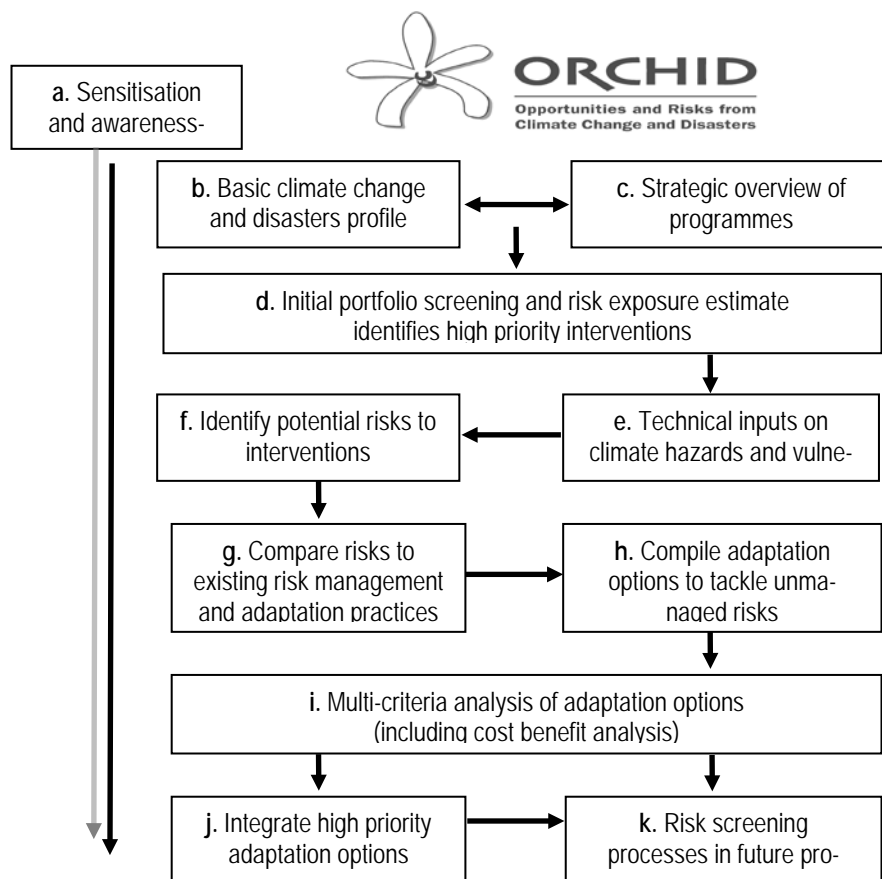 ORCHID
Opportunities and Risks from
Climate Change and Disasters
a. Sensitisation
and awareness-
b. Basic climate change
and disasters profile
c. Strategic overview of
programmes
d. Initial portfolio screening and risk exposure estimate
identifies high priority interventions
f. Identify potential risks to
interventions
e. Technical inputs on
climate hazards and vulne-
g. Compare risks to
existing risk management
and adaptation practices
h. Compile adaptation
options to tackle unma-
naged risks
i. Multi-criteria analysis of adaptation options
(including cost benefit analysis)
j. Integrate high priority
adaptation options
k. Risk screening
processes in future pro-